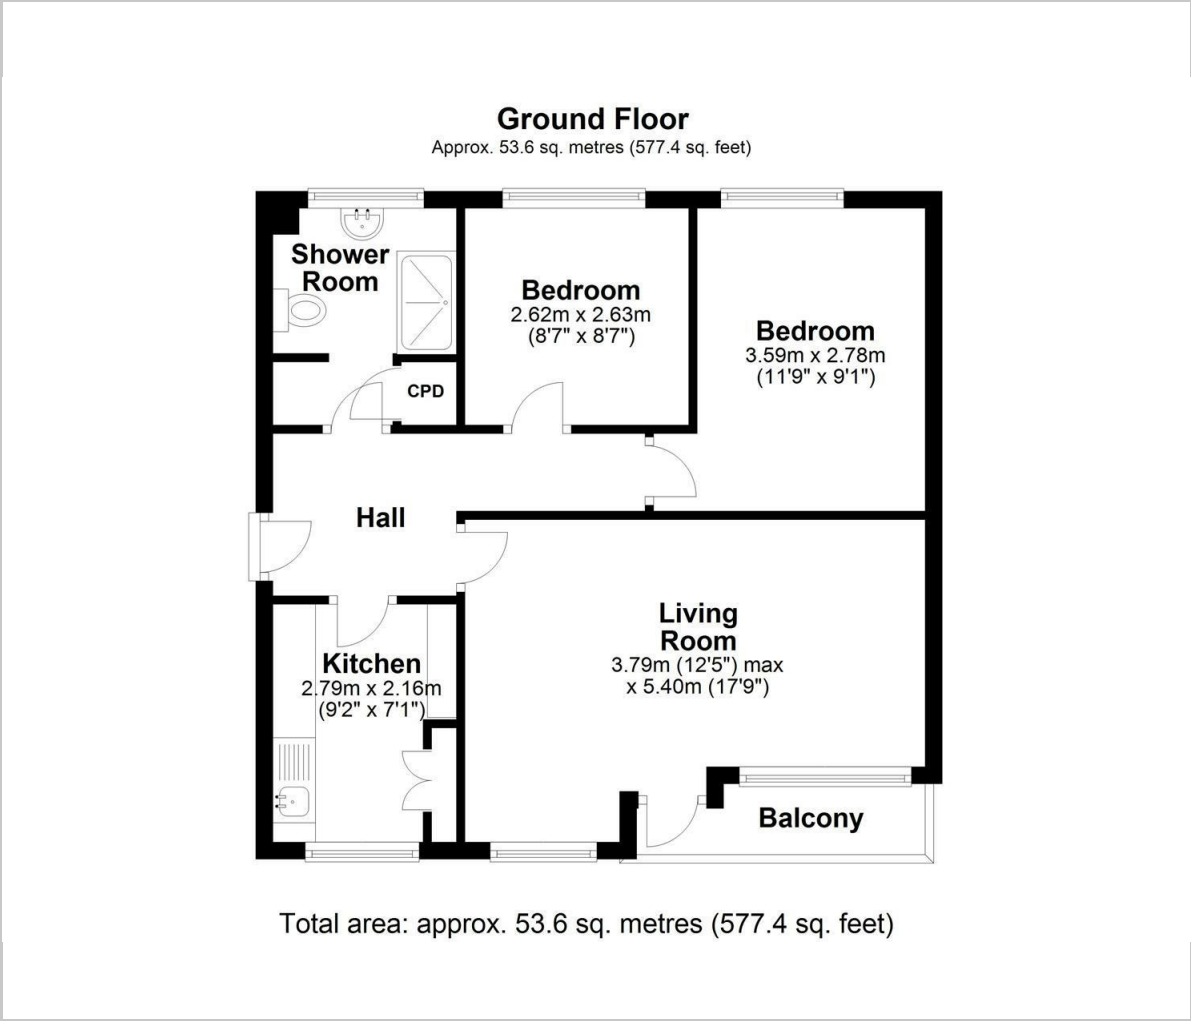 Ground Floor
Approx. 53.6 sq. metres (577.4 sq. feet)
Shower
Room
Bedroom
2.62m x 2.63m
(8'7" x 8'7")
Bedroom
3.59m x 2.78m
(11'9" x 9'1")
CPD
Hall
Living
Room
3.79m (12'5") max
x 5.40m (17'9")
Kitchen
2.79m x 2.16m
(9'2" x 7'1")
Balcony
Total area: approx. 53.6 sq. metres (577.4 sq. feet)